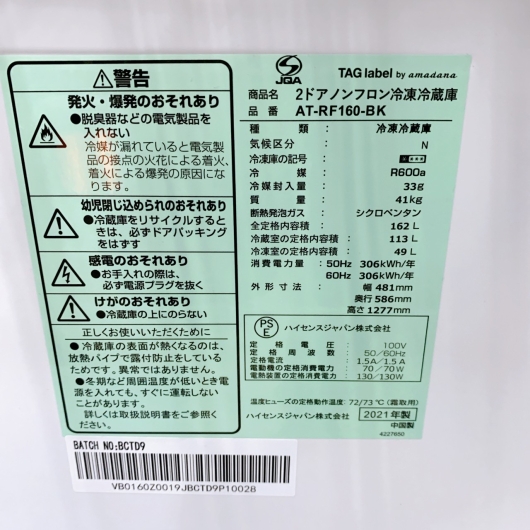 警告
発火・爆発のおそれあり
●脱臭器などの電気製品を
入れない
冷媒が漏れていると電気製
品の接点の火花による着火、
着火による爆発の原因にな
ります。
幼児閉じ込められのおそれあり
●冷蔵庫をリサイクルすると
きは、必ずドアパッキング
をはずす
感電のおそれあり
●お手入れの際は、
必ず電源プラグを抜く
けがのおそれあり
●冷蔵庫の上にのらない
正しくお使いいただくために
●冷蔵庫の表面が熱くなるのは、
放熱パイプで露付防止をしている
ためです。異常ではありません。
●冬期など周囲温度が低いとき電
源を入れても、すぐに運転しない
ことがあります。
詳しくは取扱説明書をご参照くだ
さい。
BATCH NO:BCTD9
VB0160Z0019JBCTD9P10028
JQA
TAG label by amadana
商品名 2ドアノンフロン冷凍冷蔵庫
品番 AT-RF160-BK
種類：冷凍冷蔵庫
気候区分：N
冷凍庫の記号：
冷媒：R600a
冷媒封入量：33g
質量：41kg
断熱発泡ガス：シクロペンタン
全定格内容積：162 L
冷蔵室の定格内容積：113 L
冷凍室の定格内容積：49 L
消費電力量：50Hz 306kWh/年
60Hz 306kWh/年
外形寸法：幅 481mm
奥行 586mm
高さ 1277mm
PSE ハイセンスジャパン株式会社
定格電圧：100V
定格周波数：50/60Hz
定格電流：1.5A/1.5A
電動機の定格消費電力：70/70W
電熱装置の定格消費電力：130/130W
温度ヒューズの定格動作温度：72/73℃（霜取用）
ハイセンスジャパン株式会社 2021年製
中国製
4227650